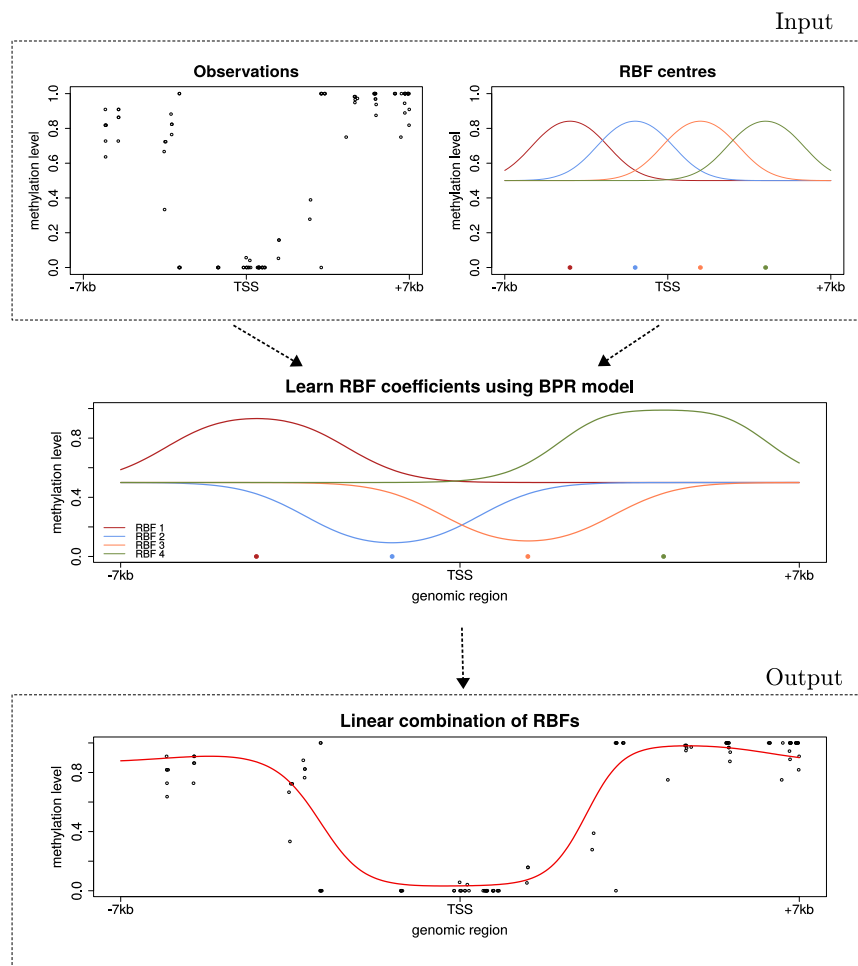 Input
Observations
methylation level
0.0 0.2 0.4 0.6 0.8 1.0
-7kb TSS +7kb
RBF centres
methylation level
0.0 0.2 0.4 0.6 0.8 1.0
-7kb TSS +7kb
Learn RBF coefficients using BPR model
methylation level
0.0 0.4 0.8
RBF 1
RBF 2
RBF 3
RBF 4
-7kb TSS +7kb
genomic region
Output
Linear combination of RBFs
methylation level
0.0 0.4 0.8
-7kb TSS +7kb
genomic region